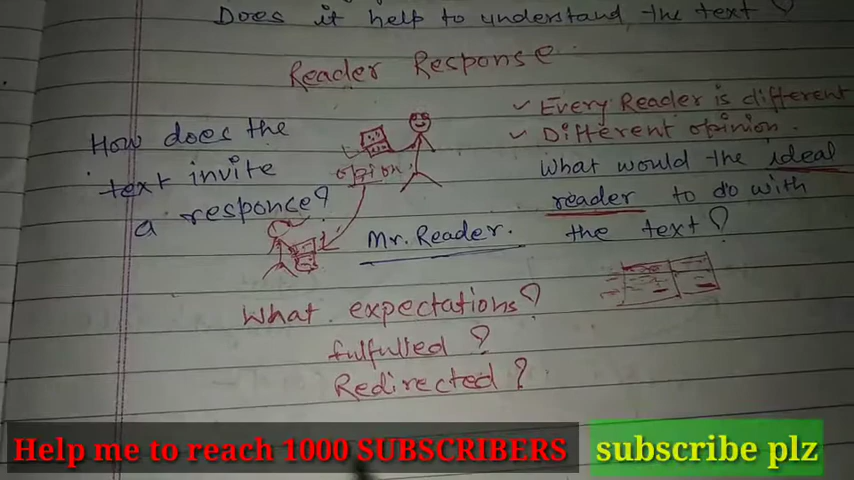 Does it help to understand the text ?
Reader Response
How does the
text invite
a responce?
opion.
Mr. Reader.
✓ Every Reader is different
✓ Different opinion.
What would the ideal
reader to do with
the text ?
What expectations?
fulfulled ?
Redirected ?
Help me to reach 1000 SUBSCRIBERS
subscribe plz